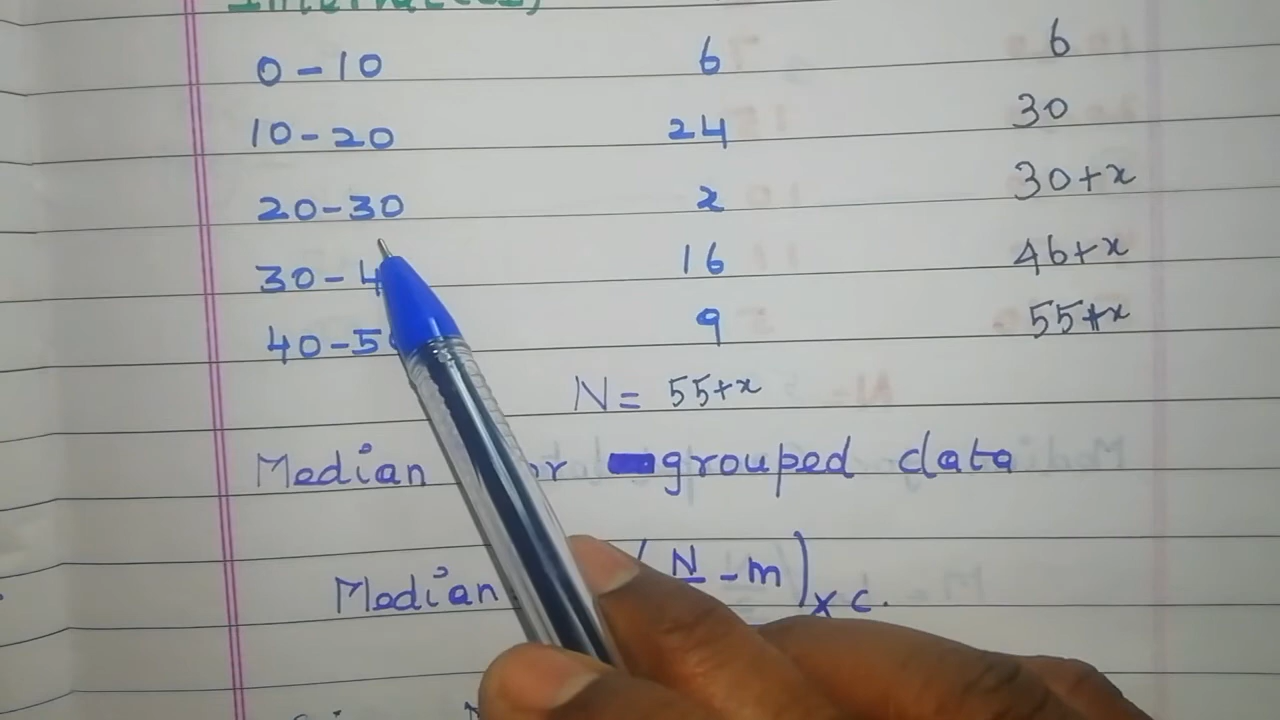 0-10 6 6
10-20 24 30
20-30 x 30+x
30-4 16 46+x
40-5 9 55+x
N= 55+x
Median grouped data
Median (N - m) x c.